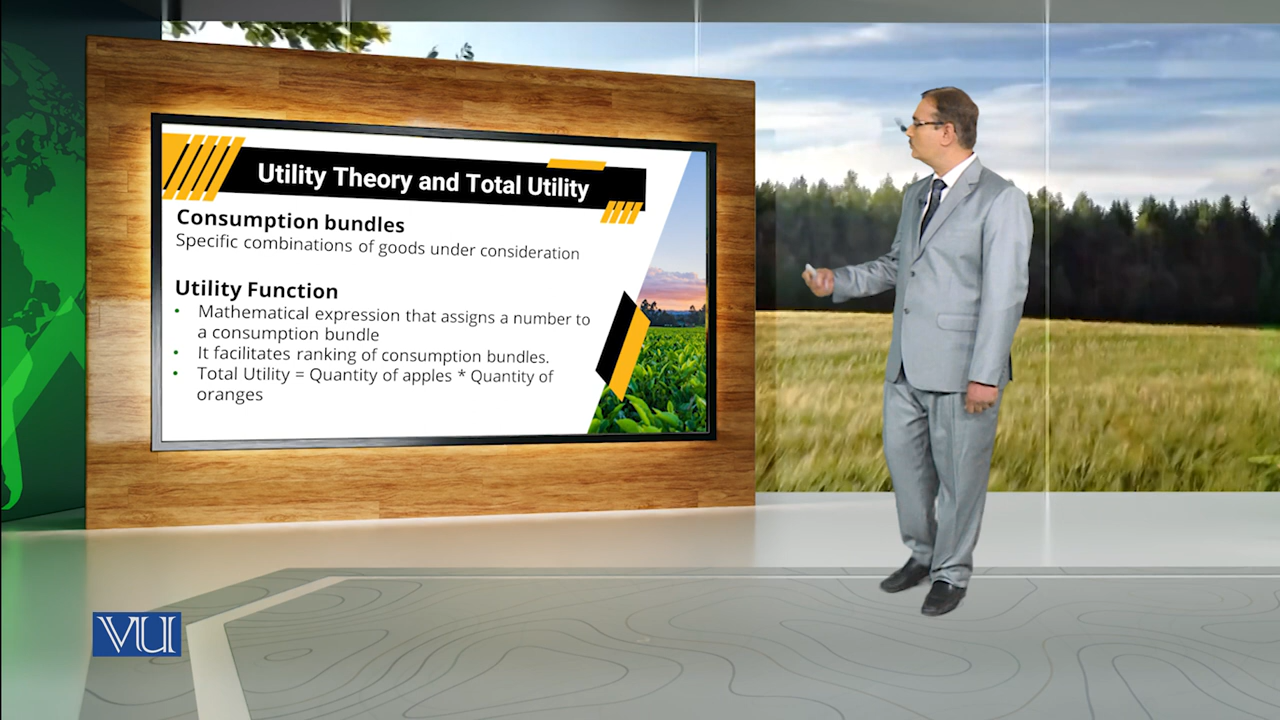 Utility Theory and Total Utility
Consumption bundles
Specific combinations of goods under consideration
Utility Function
• Mathematical expression that assigns a number to
a consumption bundle
• It facilitates ranking of consumption bundles.
• Total Utility = Quantity of apples * Quantity of
oranges
VU